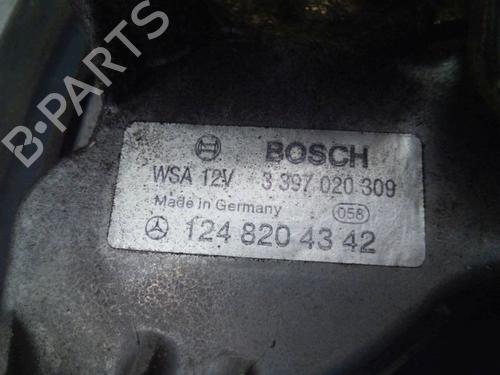 B-PARTS
BOSCH
WSA 12V 3 397 020 309
Made in Germany 058
124 820 43 42